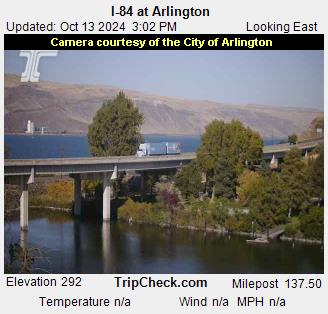 I-84 at Arlington
Updated: Oct 13 2024 3:02 PM Looking East
Camera courtesy of the City of Arlington
Elevation 292 TripCheck.com Milepost 137.50
Temperature n/a Wind n/a MPH n/a